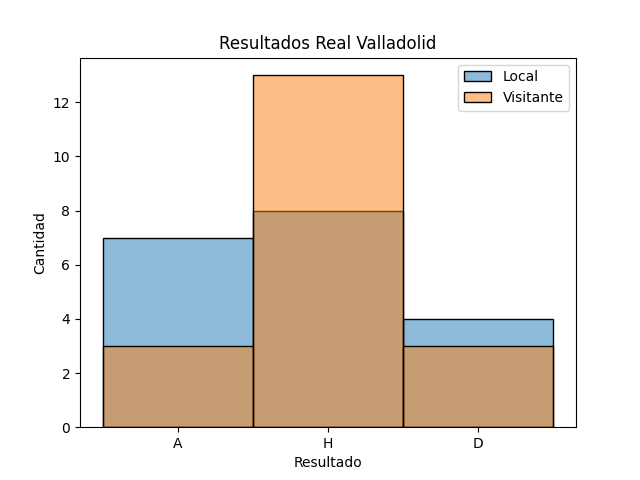 Resultados Real Valladolid
Local
Visitante
Cantidad
12
10
8
6
4
2
0
A H D
Resultado